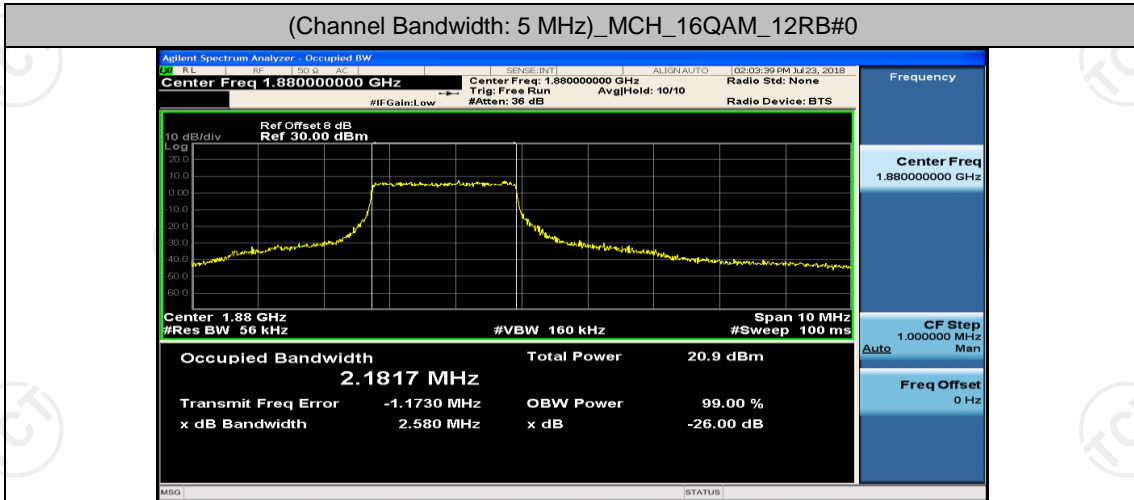 (Channel Bandwidth: 5 MHz)_MCH_16QAM_12RB#0
Agilent Spectrum Analyzer - Occupied BW
LXI RL RF 50 Ω AC SENSE:INT ALIGN AUTO 02:03:39 PM Jul 23, 2018
Center Freq 1.880000000 GHz
Center Freq: 1.880000000 GHz Radio Std: None
Trig: Free Run Avg|Hold: 10/10
#IFGain:Low #Atten: 36 dB Radio Device: BTS
Frequency
Ref Offset 8 dB
10 dB/div Ref 30.00 dBm
Log
20.0
10.0
0.00
-10.0
-20.0
-30.0
-40.0
-50.0
-60.0
Center 1.88 GHz Span 10 MHz
#Res BW 56 kHz #VBW 160 kHz #Sweep 100 ms
Center Freq
1.880000000 GHz
CF Step
1.000000 MHz
Auto Man
Freq Offset
0 Hz
Occupied Bandwidth Total Power 20.9 dBm
2.1817 MHz
Transmit Freq Error -1.1730 MHz OBW Power 99.00 %
x dB Bandwidth 2.580 MHz x dB -26.00 dB
MSG STATUS
TCT
TCT